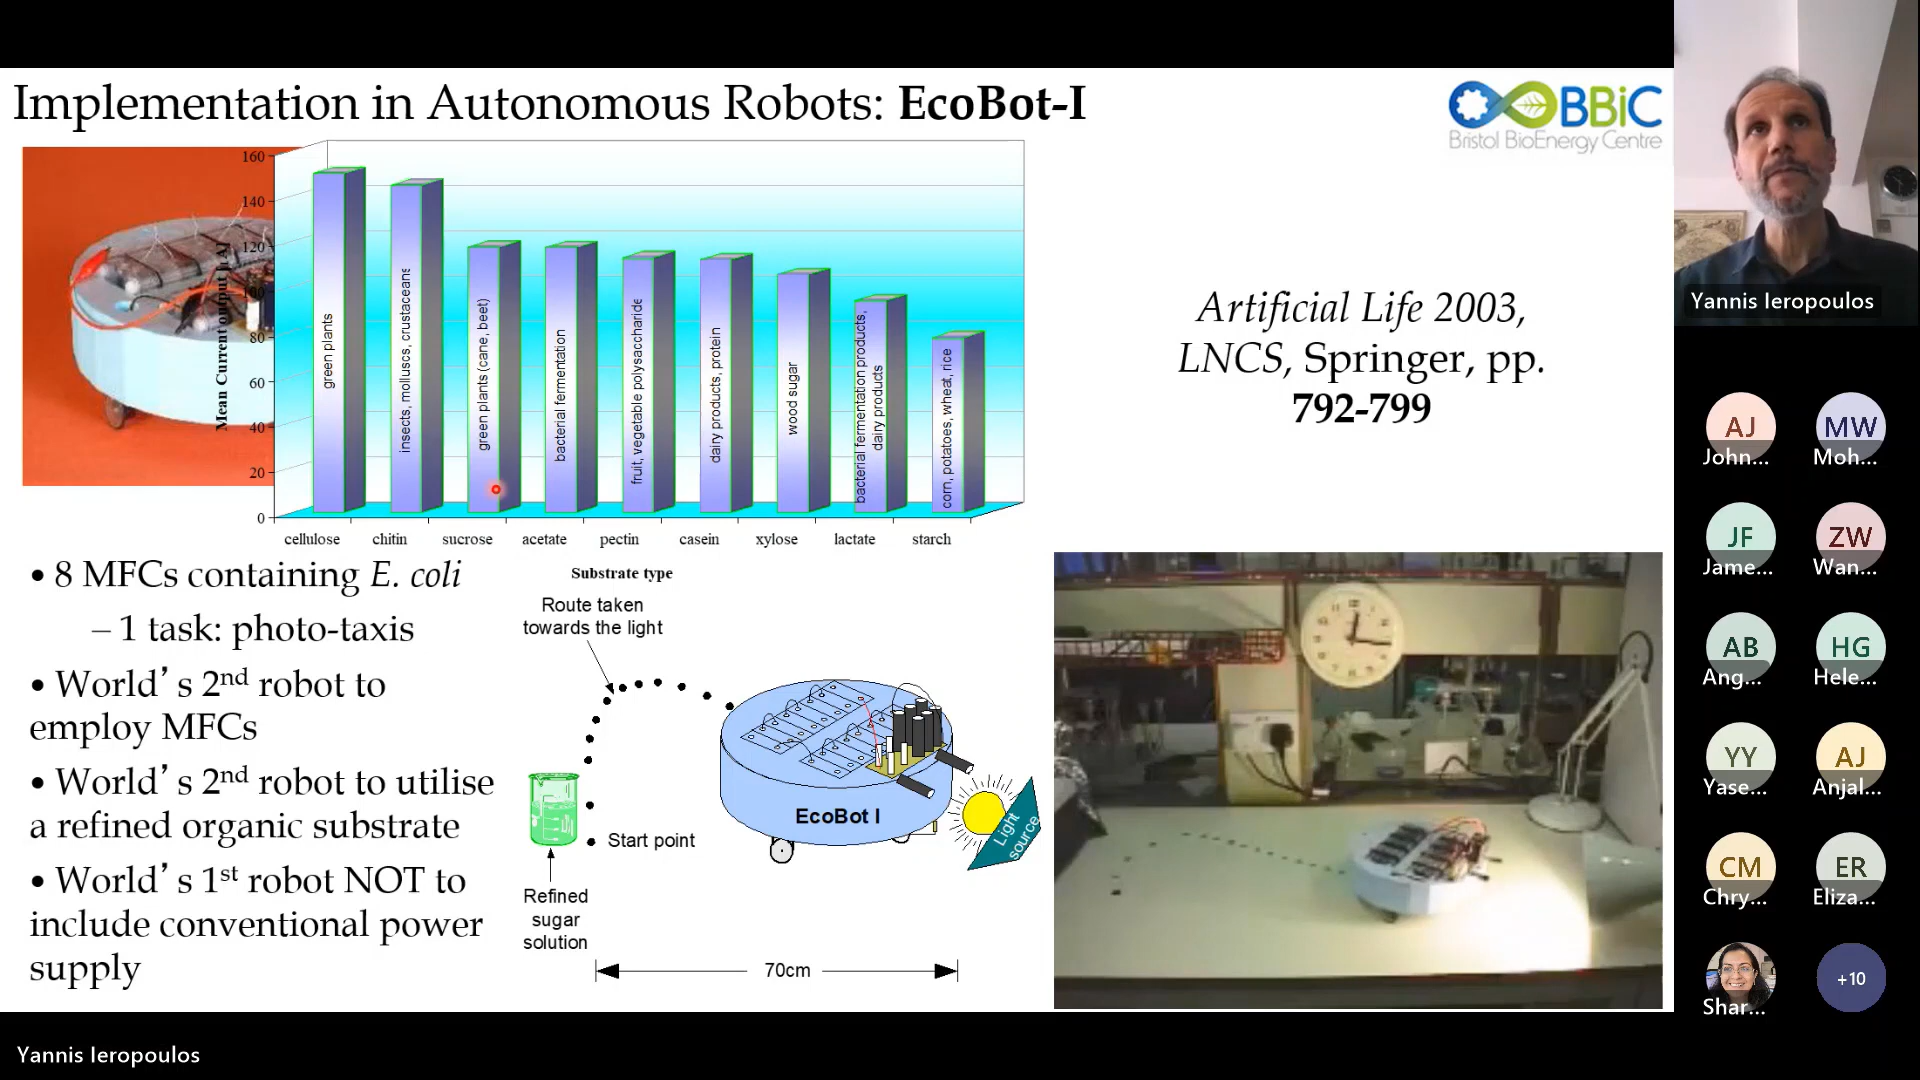 Implementation in Autonomous Robots: EcoBot-I
BBiC
Bristol BioEnergy Centre
160
140
120
100
80
60
40
20
0
Mean Current output [μA]
green plants
insects, molluscs, crustaceans
green plants (cane, beet)
bacterial fermentation
fruit, vegetable polysaccharide
dairy products, protein
wood sugar
bacterial fermentation products,
dairy products
corn, potatoes, wheat, rice
cellulose chitin sucrose acetate pectin casein xylose lactate starch
Substrate type
Artificial Life 2003,
LNCS, Springer, pp.
792-799
• 8 MFCs containing E. coli
– 1 task: photo-taxis
• World’s 2nd robot to
employ MFCs
• World’s 2nd robot to utilise
a refined organic substrate
• World’s 1st robot NOT to
include conventional power
supply
Route taken
towards the light
EcoBot I
Start point
Light
source
Refined
sugar
solution
70cm
Yannis Ieropoulos
AJ MW
John... Moh...
JF ZW
Jame... Wan...
AB HG
Ang... Hele...
YY AJ
Yase... Anjal...
CM ER
Chry... Eliza...
+10
Shar...
Yannis Ieropoulos